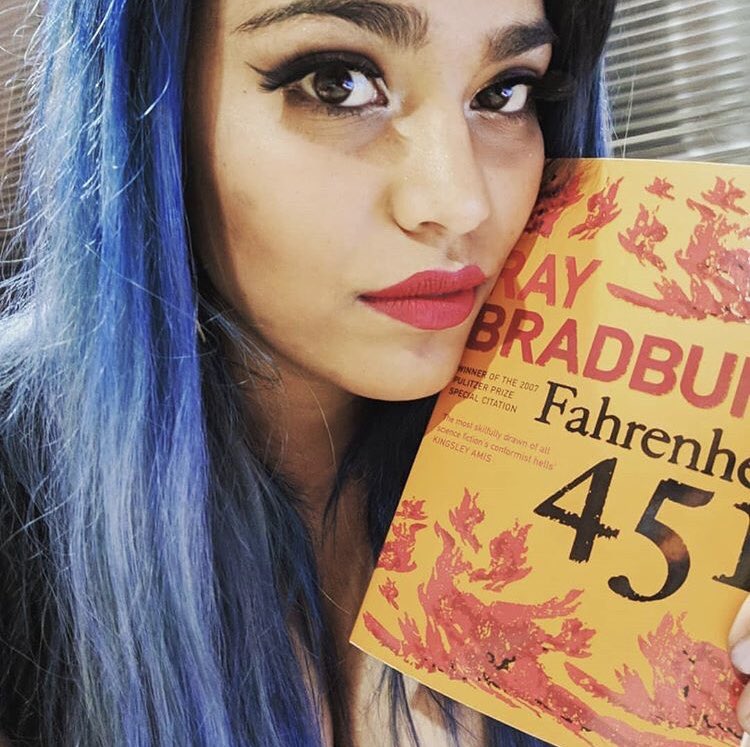 RAY
BRADBU
WINNER OF THE 2007
PULITZER PRIZE
SPECIAL CITATION
Fahrenhe
451
'The most skilfully drawn of all
science fiction's conformist hells'
KINGSLEY AMIS